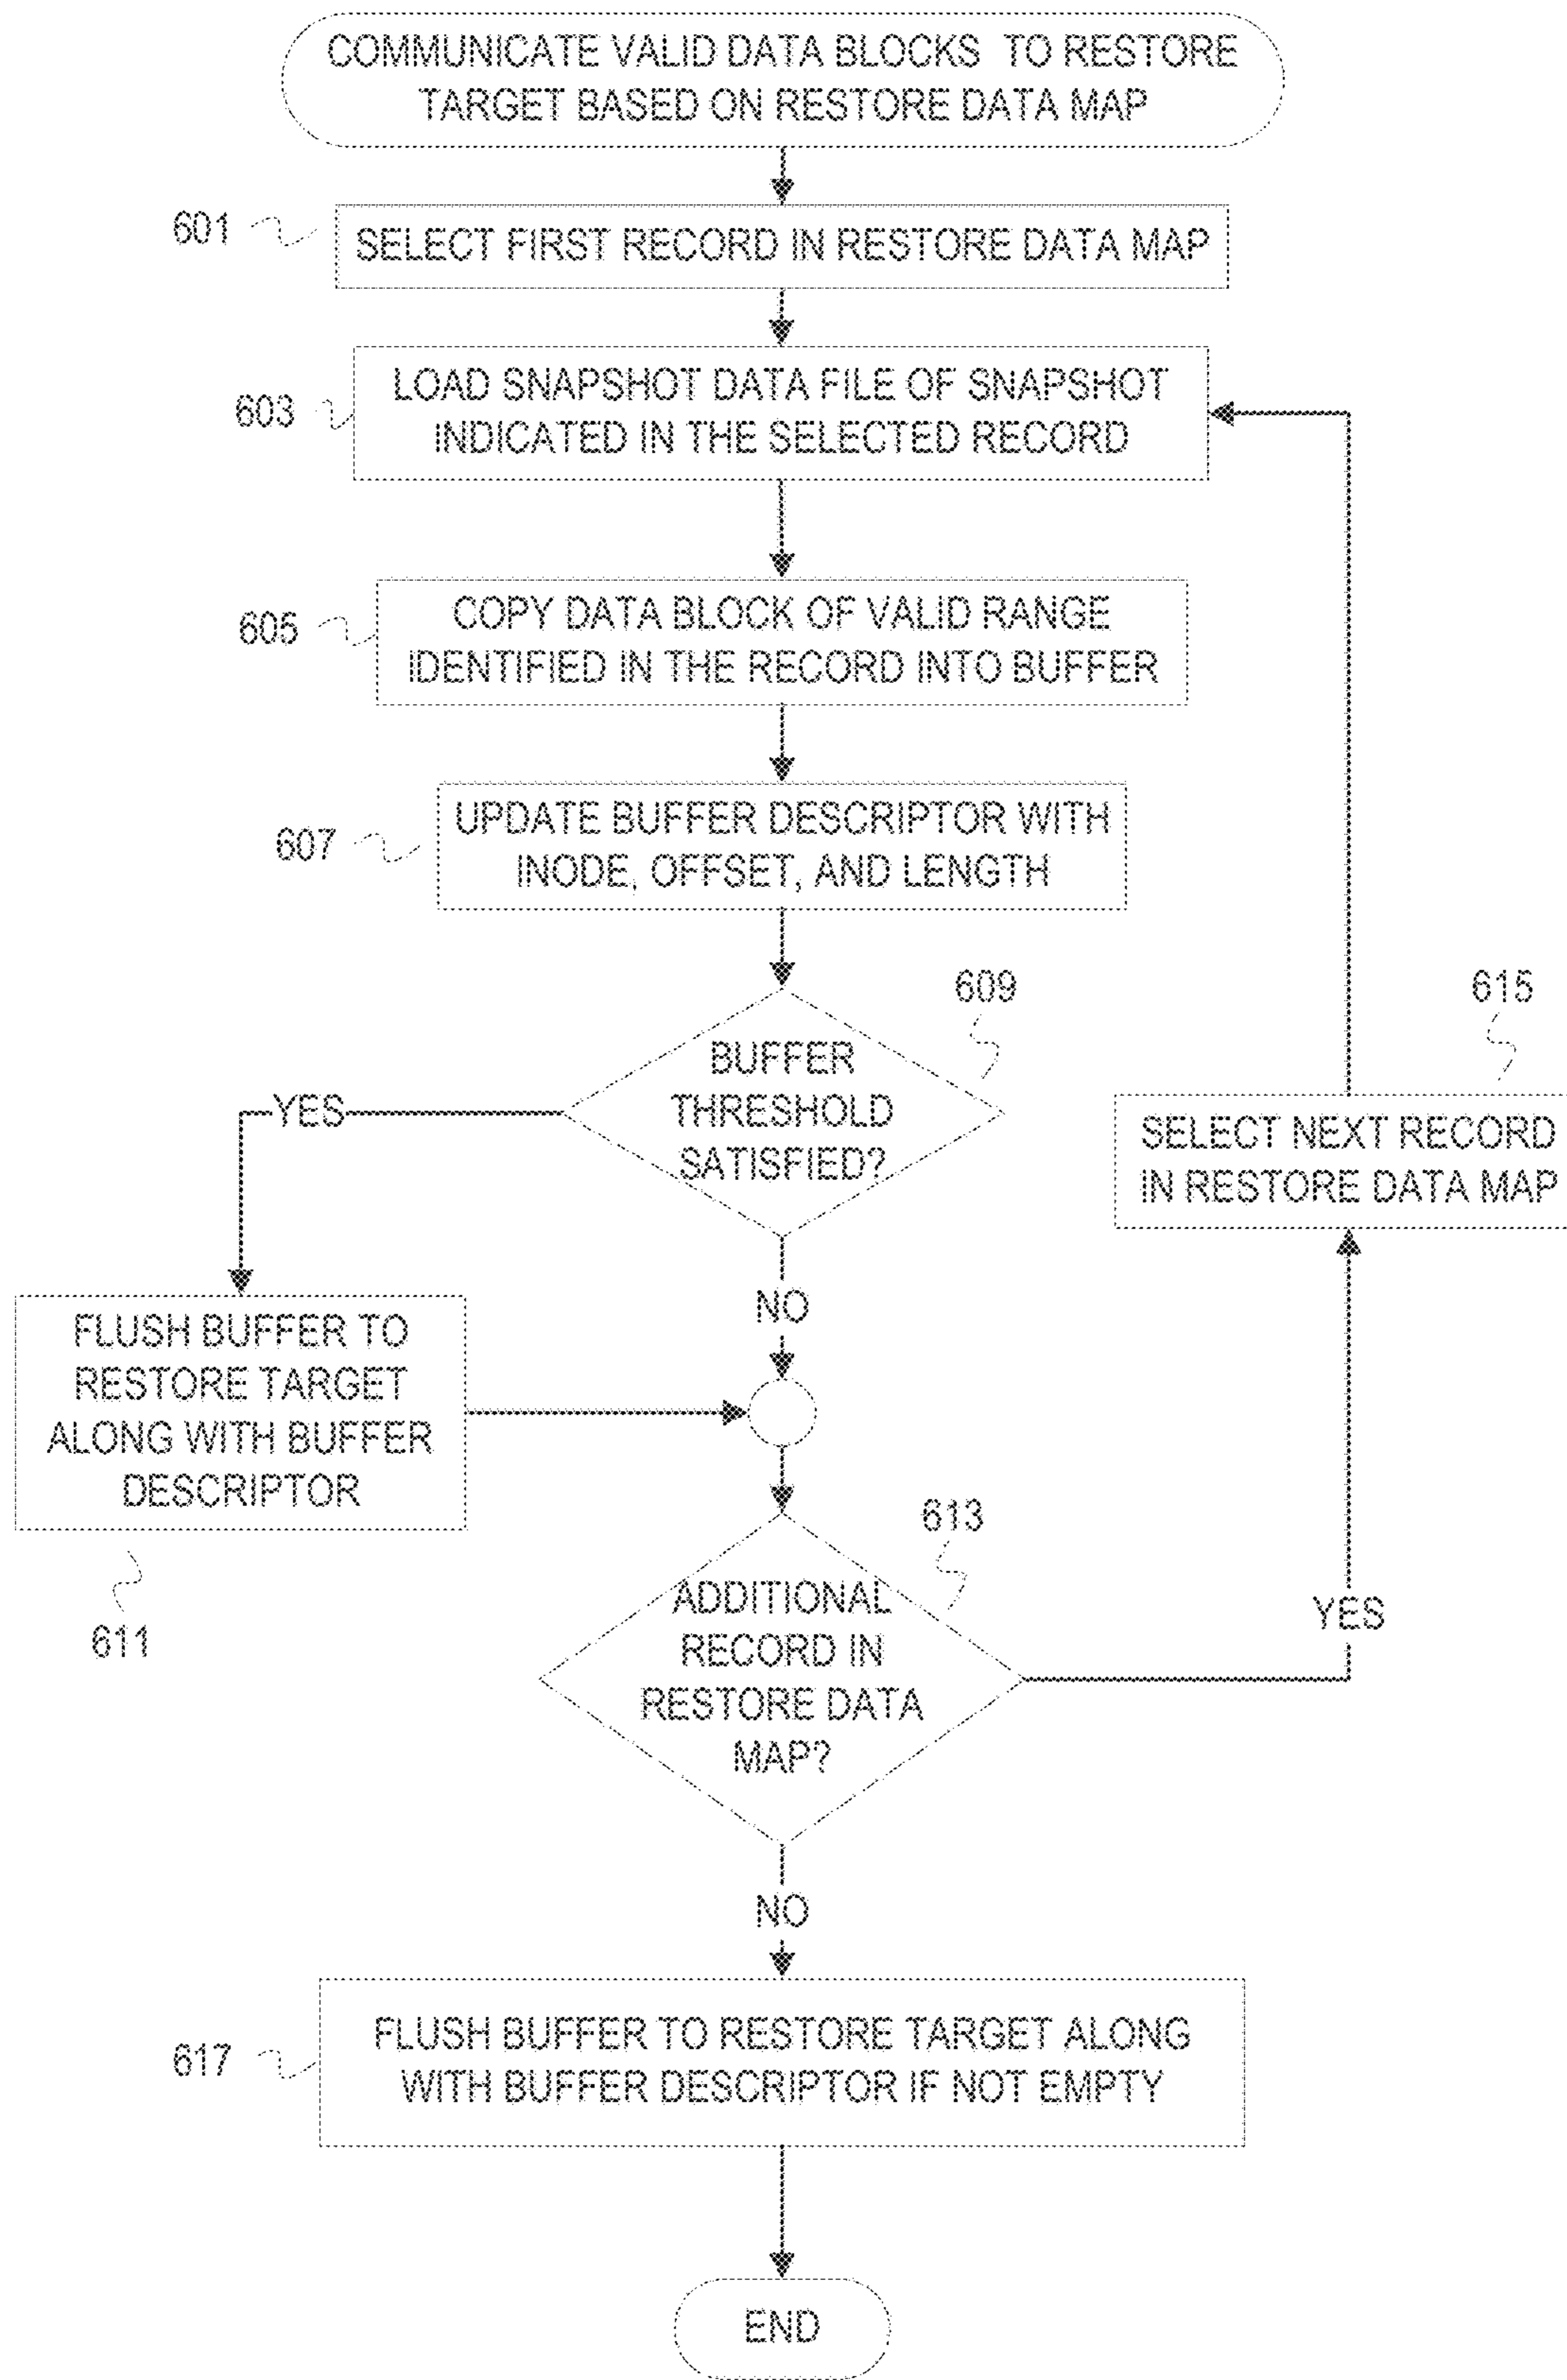 COMMUNICATE VALID DATA BLOCKS TO RESTORE
TARGET BASED ON RESTORE DATA MAP
601
SELECT FIRST RECORD IN RESTORE DATA MAP
603
LOAD SNAPSHOT DATA FILE OF SNAPSHOT
INDICATED IN THE SELECTED RECORD
605
COPY DATA BLOCK OF VALID RANGE
IDENTIFIED IN THE RECORD INTO BUFFER
607
UPDATE BUFFER DESCRIPTOR WITH
INODE, OFFSET, AND LENGTH
609
BUFFER
THRESHOLD
SATISFIED?
YES
NO
615
SELECT NEXT RECORD
IN RESTORE DATA MAP
FLUSH BUFFER TO
RESTORE TARGET
ALONG WITH BUFFER
DESCRIPTOR
611
613
ADDITIONAL
RECORD IN
RESTORE DATA
MAP?
YES
NO
617
FLUSH BUFFER TO RESTORE TARGET ALONG
WITH BUFFER DESCRIPTOR IF NOT EMPTY
END